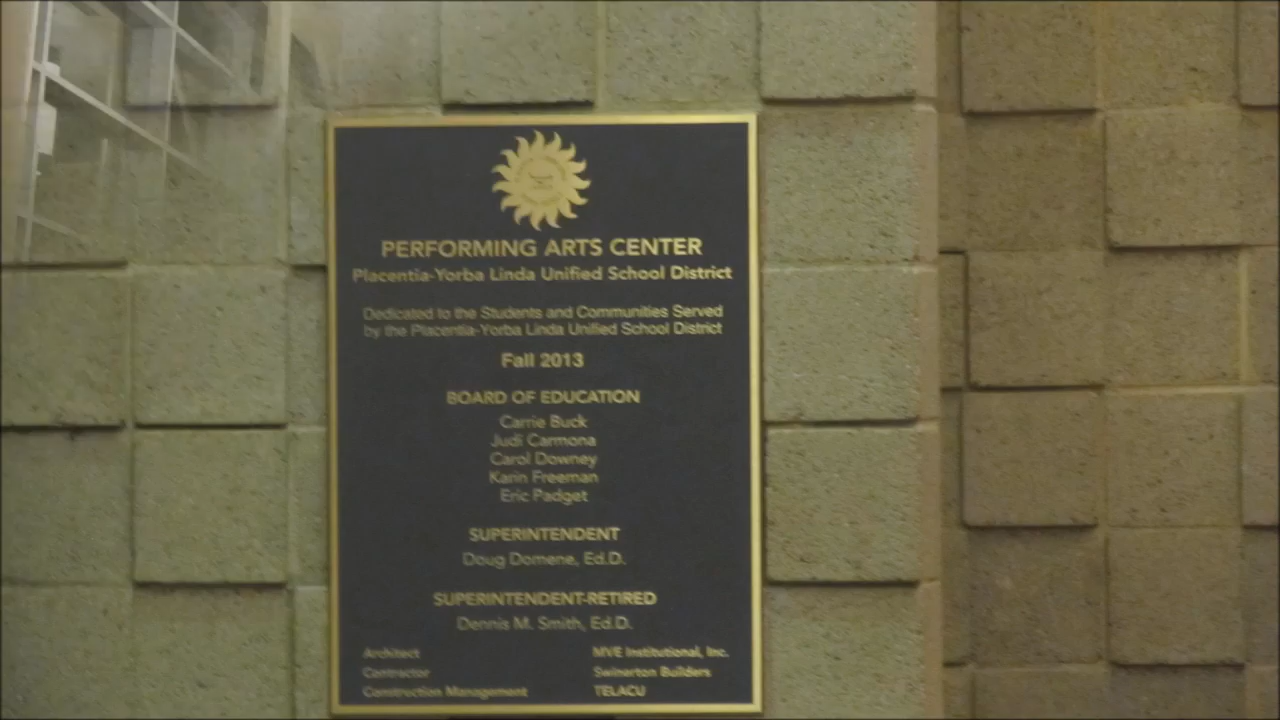 PERFORMING ARTS CENTER
Placentia-Yorba Linda Unified School District
Dedicated to the Students and Communities Served
by the Placentia-Yorba Linda Unified School District
Fall 2013
BOARD OF EDUCATION
Carrie Buck
Judi Carmona
Carol Downey
Karin Freeman
Eric Padget
SUPERINTENDENT
Doug Domene, Ed.D.
SUPERINTENDENT-RETIRED
Dennis M. Smith, Ed.D.
Architect MVE Institutional, Inc.
Contractor Swinerton Builders
Construction Management TELACU